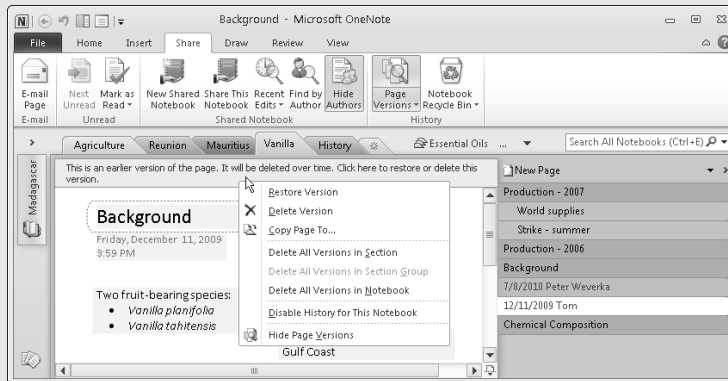 Background - Microsoft OneNote
File Home Insert Share Draw Review View
E-mail Page
Next Unread
Mark as Read
New Shared Notebook
Share This Notebook
Recent Edits
Find by Author
Hide Authors
Page Versions
Notebook Recycle Bin
E-mail Unread Shared Notebook History
Agriculture Reunion Mauritius Vanilla History Essential Oils ... Search All Notebooks (Ctrl+E)
Madagascar
This is an earlier version of the page. It will be deleted over time. Click here to restore or delete this
version.
Background
Friday, December 11, 2009
3:59 PM
Two fruit-bearing species:
• Vanilla planifolia
• Vanilla tahitensis
Restore Version
Delete Version
Copy Page To...
Delete All Versions in Section
Delete All Versions in Section Group
Delete All Versions in Notebook
Disable History for This Notebook
Hide Page Versions
Gulf Coast
New Page
Production - 2007
World supplies
Strike - summer
Production - 2006
Background
7/8/2010 Peter Weverka
12/11/2009 Tom
Chemical Composition